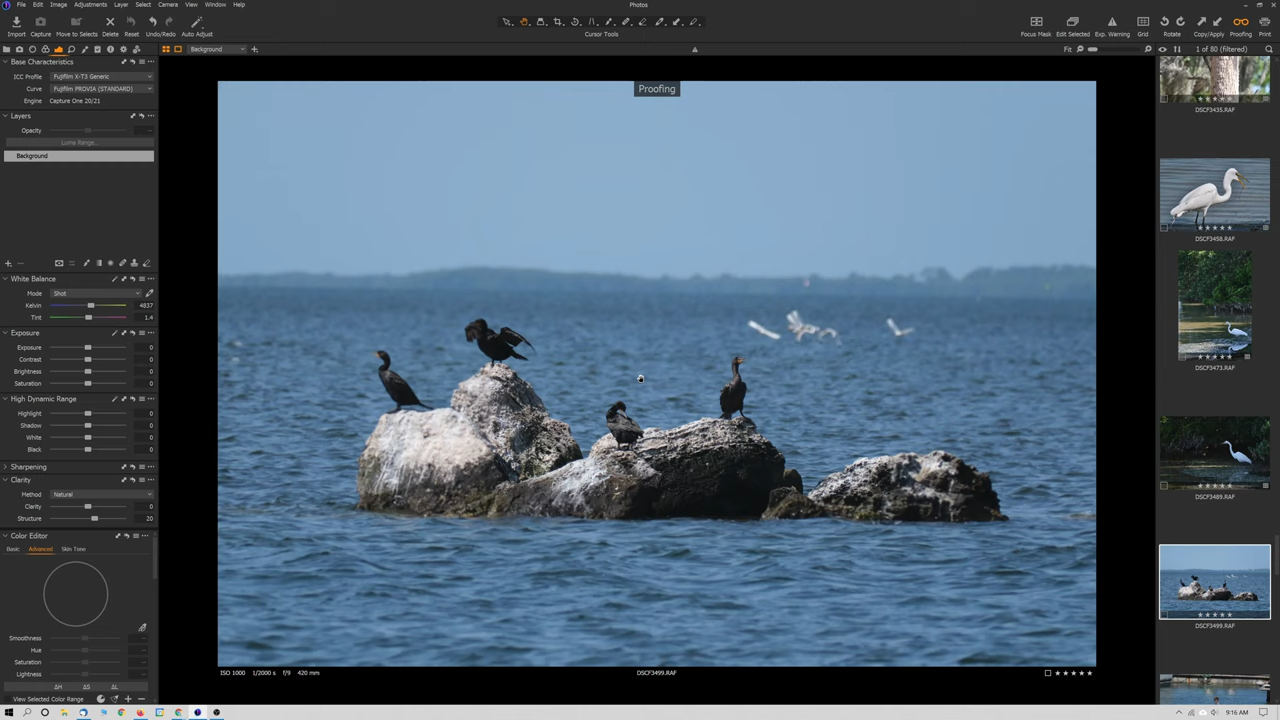 File Edit Image Adjustments Layer Select Camera View Window Help
Photos
Import Capture Move to Selects Delete Reset Undo/Redo Auto Adjust
Cursor Tools
Focus Mask Edit Selected Exp. Warning Grid Rotate Copy/Apply Proofing Print
Background
Fit
1 of 80 (filtered)
Base Characteristics
ICC Profile Fujifilm X-T3 Generic
Curve Fujifilm PROVIA (STANDARD)
Engine Capture One 20/21
Layers
Opacity
Luma Range...
Background
White Balance
Mode Shot
Kelvin 4837
Tint 1.4
Exposure
Exposure 0
Contrast 0
Brightness 0
Saturation 0
High Dynamic Range
Highlight 0
Shadow 0
White 0
Black 0
Sharpening
Clarity
Method Natural
Clarity 0
Structure 20
Color Editor
Basic Advanced Skin Tone
Smoothness
Hue
Saturation
Lightness
ΔH ΔS ΔL
View Selected Color Range
Proofing
ISO 1000 1/2000 s f/9 420 mm
DSCF3499.RAF
DSCF3435.RAF
DSCF3458.RAF
DSCF3473.RAF
DSCF3489.RAF
DSCF3499.RAF
9:16 AM